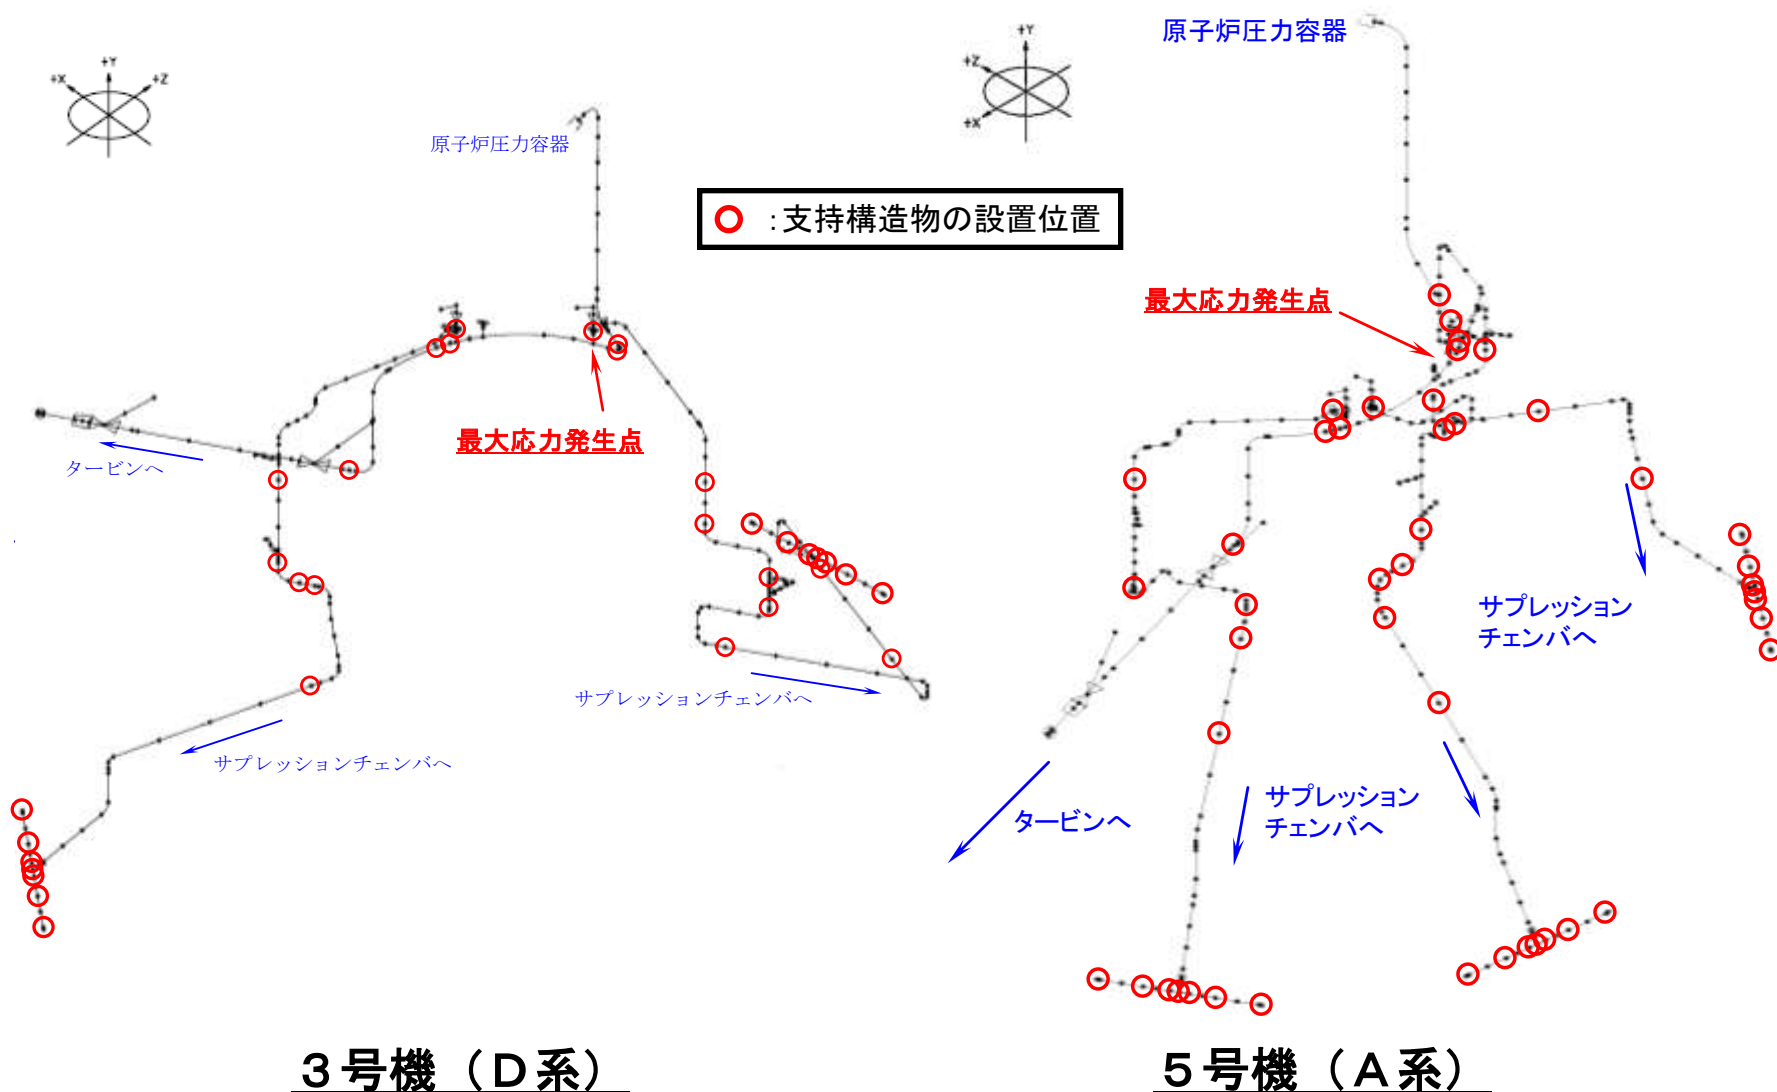 +Y
+X
+Z
原子炉圧力容器
最大応力発生点
タービンへ
サプレッションチェンバへ
サプレッションチェンバへ
3号機（D系）
○ :支持構造物の設置位置
+Y
+Z
+X
原子炉圧力容器
最大応力発生点
サプレッション
チェンバへ
タービンへ
サプレッション
チェンバへ
5号機（A系）